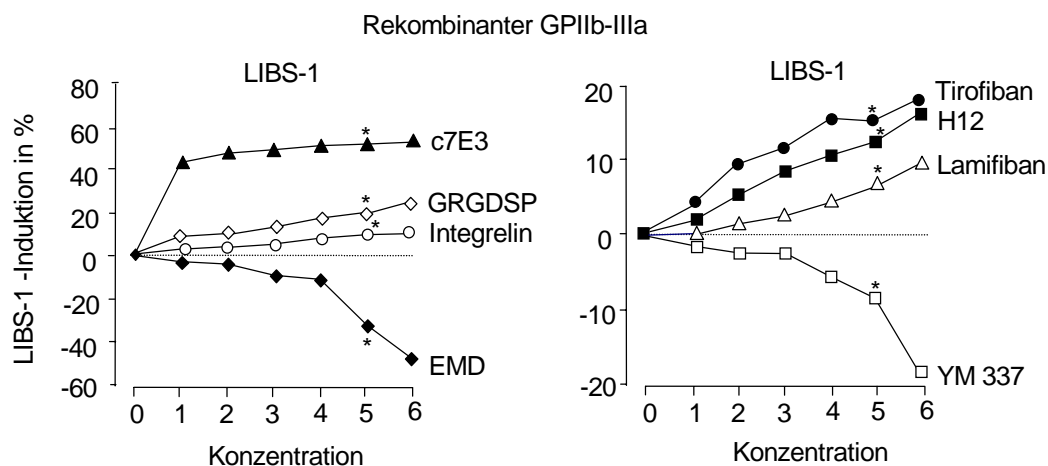 Rekombinanter GPIIb-IIIa
LIBS-1
LIBS-1 -Induktion in %
80
60
40
20
0
-20
-40
-60
*
c7E3
*
GRGDSP
*
Integrelin
*
EMD
0 1 2 3 4 5 6
Konzentration
LIBS-1
20
10
0
-10
-20
*
Tirofiban
*
H12
*
Lamifiban
*
YM 337
0 1 2 3 4 5 6
Konzentration